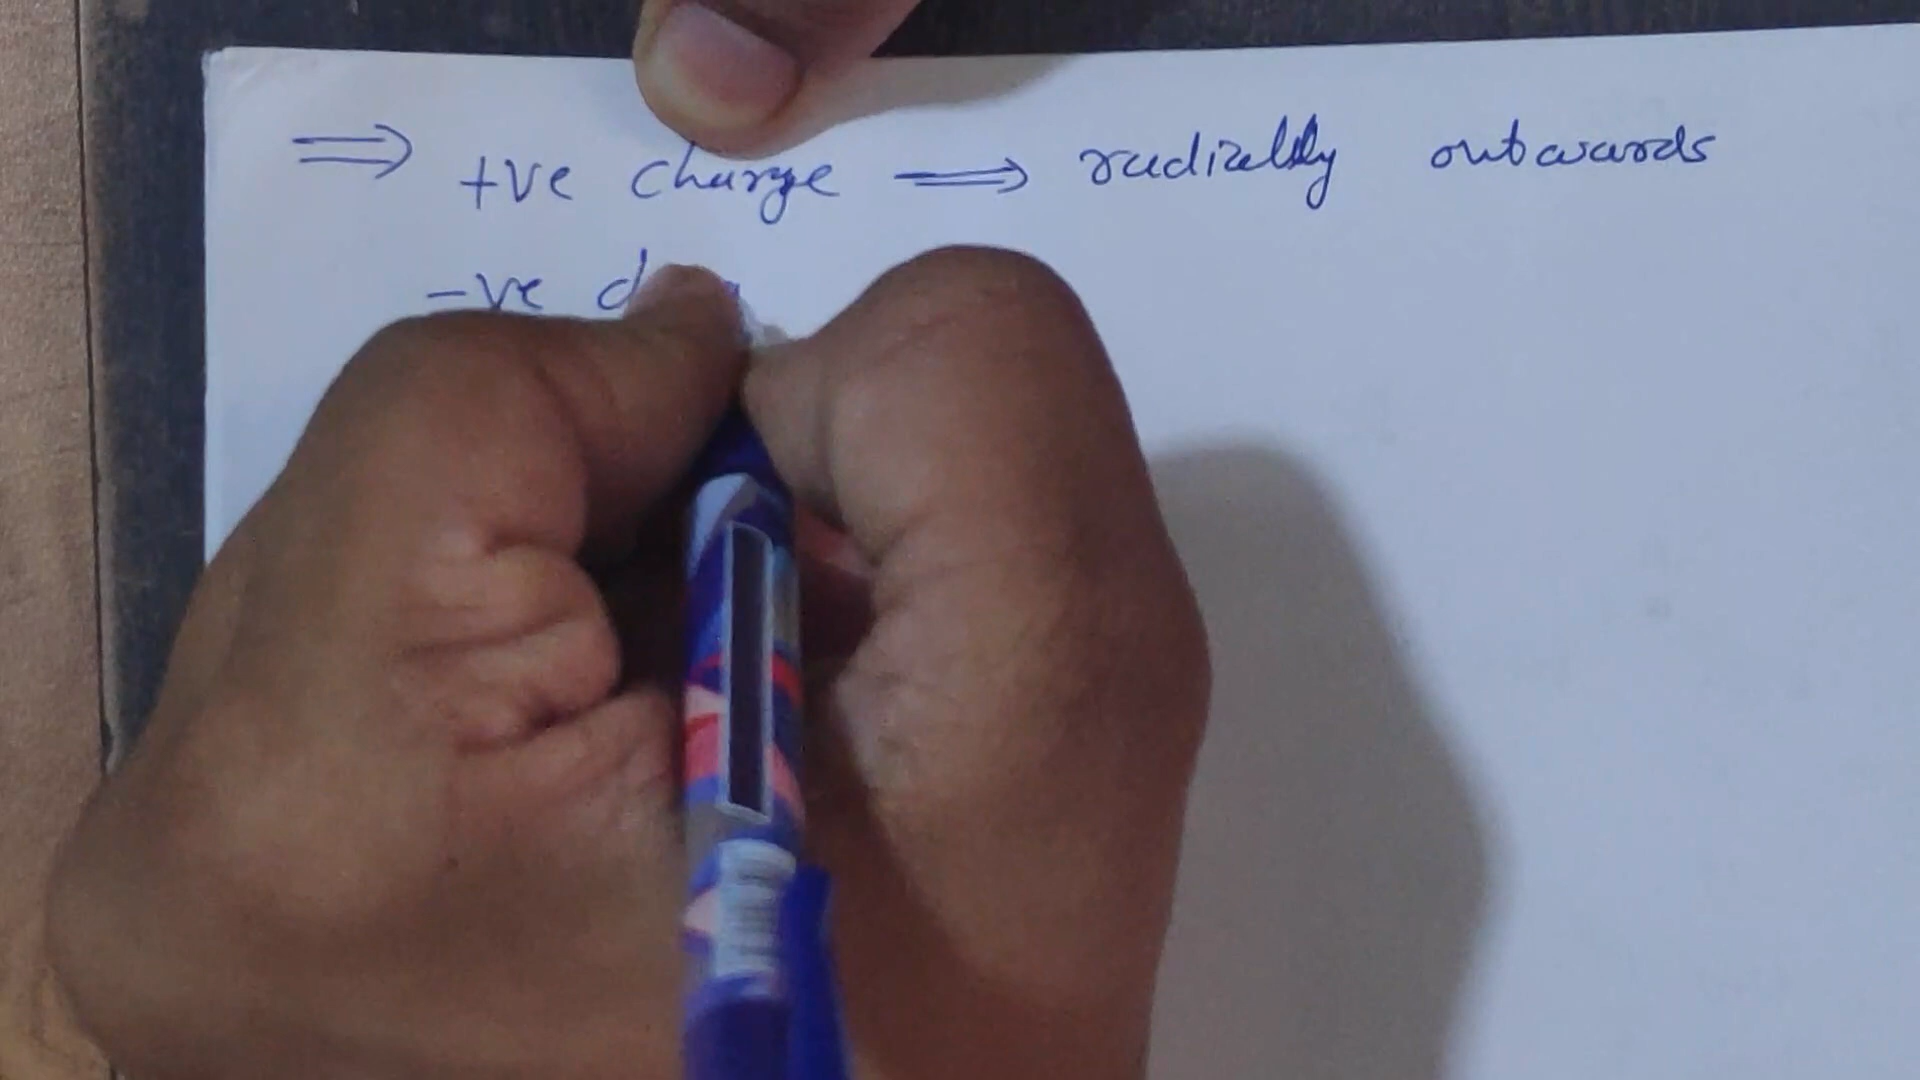 ⇒ +ve charge ⇒ radially outwards
-ve